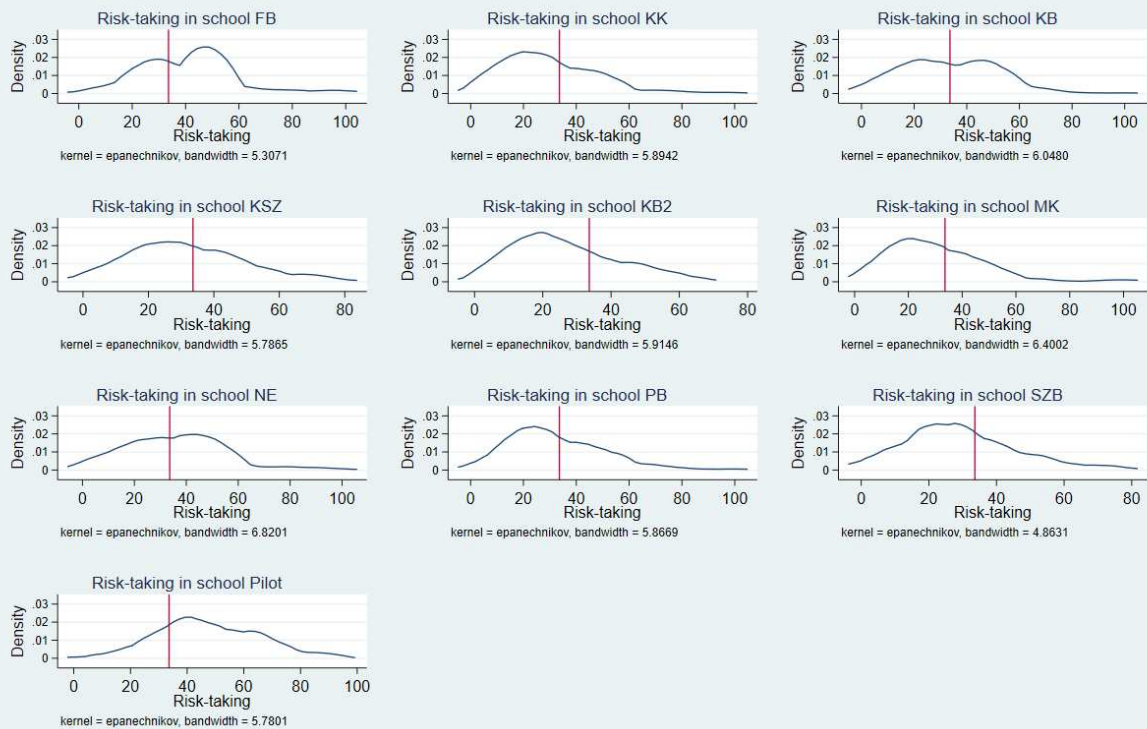 Risk-taking in school FB
Density
.03
.02
.01
0
0 20 40 60 80 100
Risk-taking
kernel = epanechnikov, bandwidth = 5.3071
Risk-taking in school KK
Density
.03
.02
.01
0
0 20 40 60 80 100
Risk-taking
kernel = epanechnikov, bandwidth = 5.8942
Risk-taking in school KB
Density
.03
.02
.01
0
0 20 40 60 80 100
Risk-taking
kernel = epanechnikov, bandwidth = 6.0480
Risk-taking in school KSZ
Density
.03
.02
.01
0
0 20 40 60 80
Risk-taking
kernel = epanechnikov, bandwidth = 5.7865
Risk-taking in school KB2
Density
.03
.02
.01
0
0 20 40 60 80
Risk-taking
kernel = epanechnikov, bandwidth = 5.9146
Risk-taking in school MK
Density
.03
.02
.01
0
0 20 40 60 80 100
Risk-taking
kernel = epanechnikov, bandwidth = 6.4002
Risk-taking in school NE
Density
.03
.02
.01
0
0 20 40 60 80 100
Risk-taking
kernel = epanechnikov, bandwidth = 6.8201
Risk-taking in school PB
Density
.03
.02
.01
0
0 20 40 60 80 100
Risk-taking
kernel = epanechnikov, bandwidth = 5.8669
Risk-taking in school SZB
Density
.03
.02
.01
0
0 20 40 60 80
Risk-taking
kernel = epanechnikov, bandwidth = 4.8631
Risk-taking in school Pilot
Density
.03
.02
.01
0
0 20 40 60 80 100
Risk-taking
kernel = epanechnikov, bandwidth = 5.7801